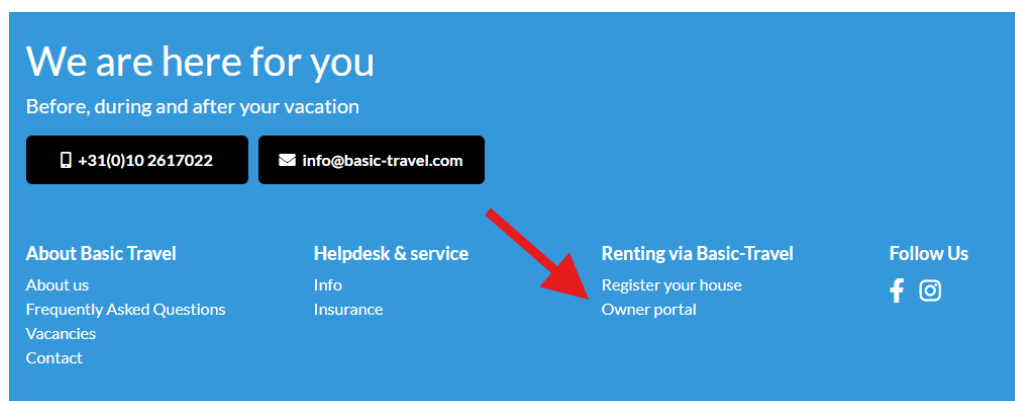 We are here for you
Before, during and after your vacation
+31(0)10 2617022
info@basic-travel.com
About Basic Travel
About us
Frequently Asked Questions
Vacancies
Contact
Helpdesk & service
Info
Insurance
Renting via Basic-Travel
Register your house
Owner portal
Follow Us